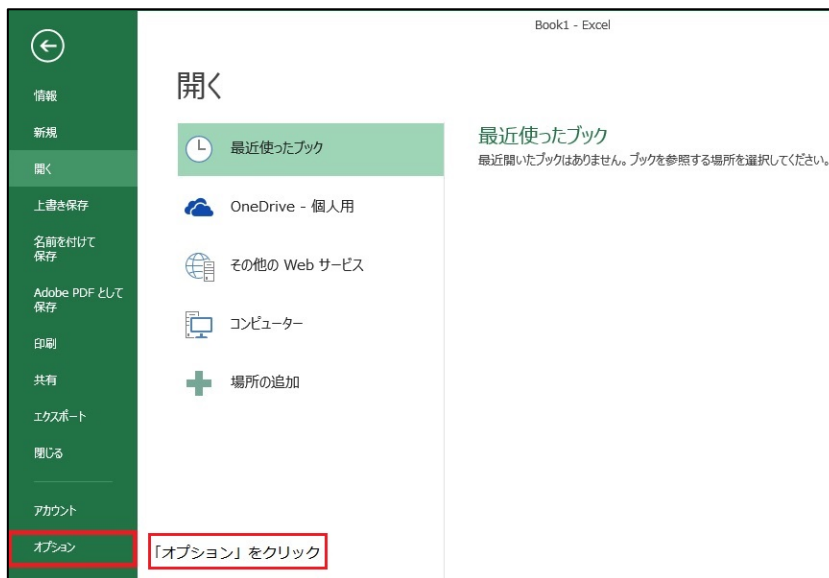 Book1 - Excel
情報
新規
開く
上書き保存
名前を付けて
保存
Adobe PDF として
保存
印刷
共有
エクスポート
閉じる
アカウント
オプション
開く
最近使ったブック
OneDrive - 個人用
その他の Web サービス
コンピューター
場所の追加
最近使ったブック
最近開いたブックはありません。ブックを参照する場所を選択してください。
「オプション」をクリック